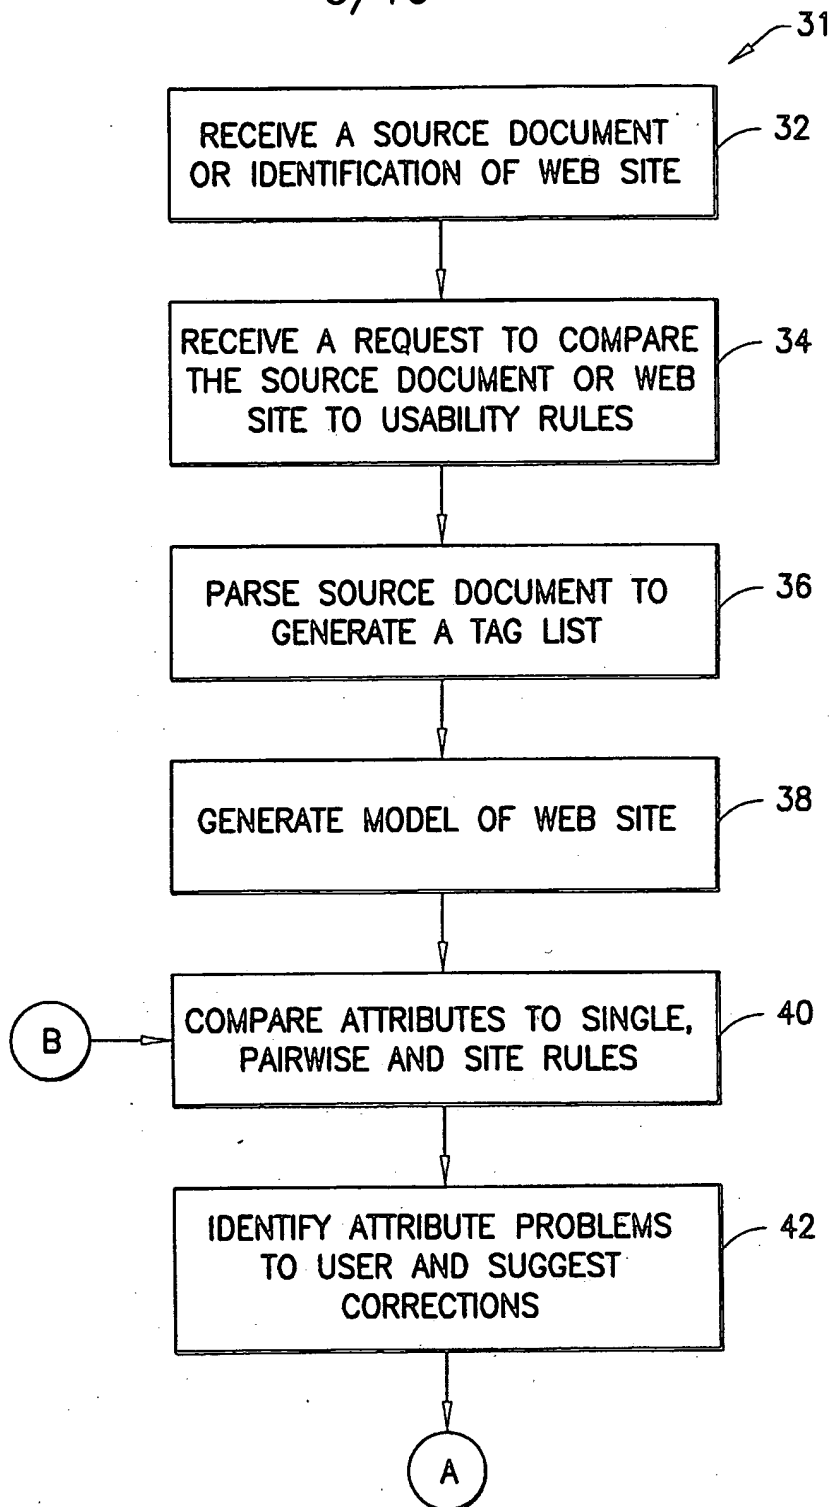 31
RECEIVE A SOURCE DOCUMENT
OR IDENTIFICATION OF WEB SITE
32
RECEIVE A REQUEST TO COMPARE
THE SOURCE DOCUMENT OR WEB
SITE TO USABILITY RULES
34
PARSE SOURCE DOCUMENT TO
GENERATE A TAG LIST
36
GENERATE MODEL OF WEB SITE
38
B
COMPARE ATTRIBUTES TO SINGLE,
PAIRWISE AND SITE RULES
40
IDENTIFY ATTRIBUTE PROBLEMS
TO USER AND SUGGEST
CORRECTIONS
42
A